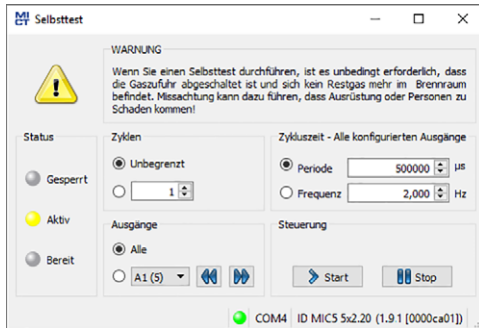 MICT Selbsttest
WARNUNG
Wenn Sie einen Selbsttest durchführen, ist es unbedingt erforderlich, dass
die Gaszufuhr abgeschaltet ist und sich kein Restgas mehr im Brennraum
befindet. Missachtung kann dazu führen, dass Ausrüstung oder Personen zu
Schaden kommen!
Status
Gesperrt
Aktiv
Bereit
Zyklen
Unbegrenzt
1
Zykluszeit - Alle konfigurierten Ausgänge
Periode 500000 µs
Frequenz 2,000 Hz
Ausgänge
Alle
A1 (5)
Steuerung
Start Stop
COM4 ID MIC5 5x2.20 (1.9.1 [0000ca01])